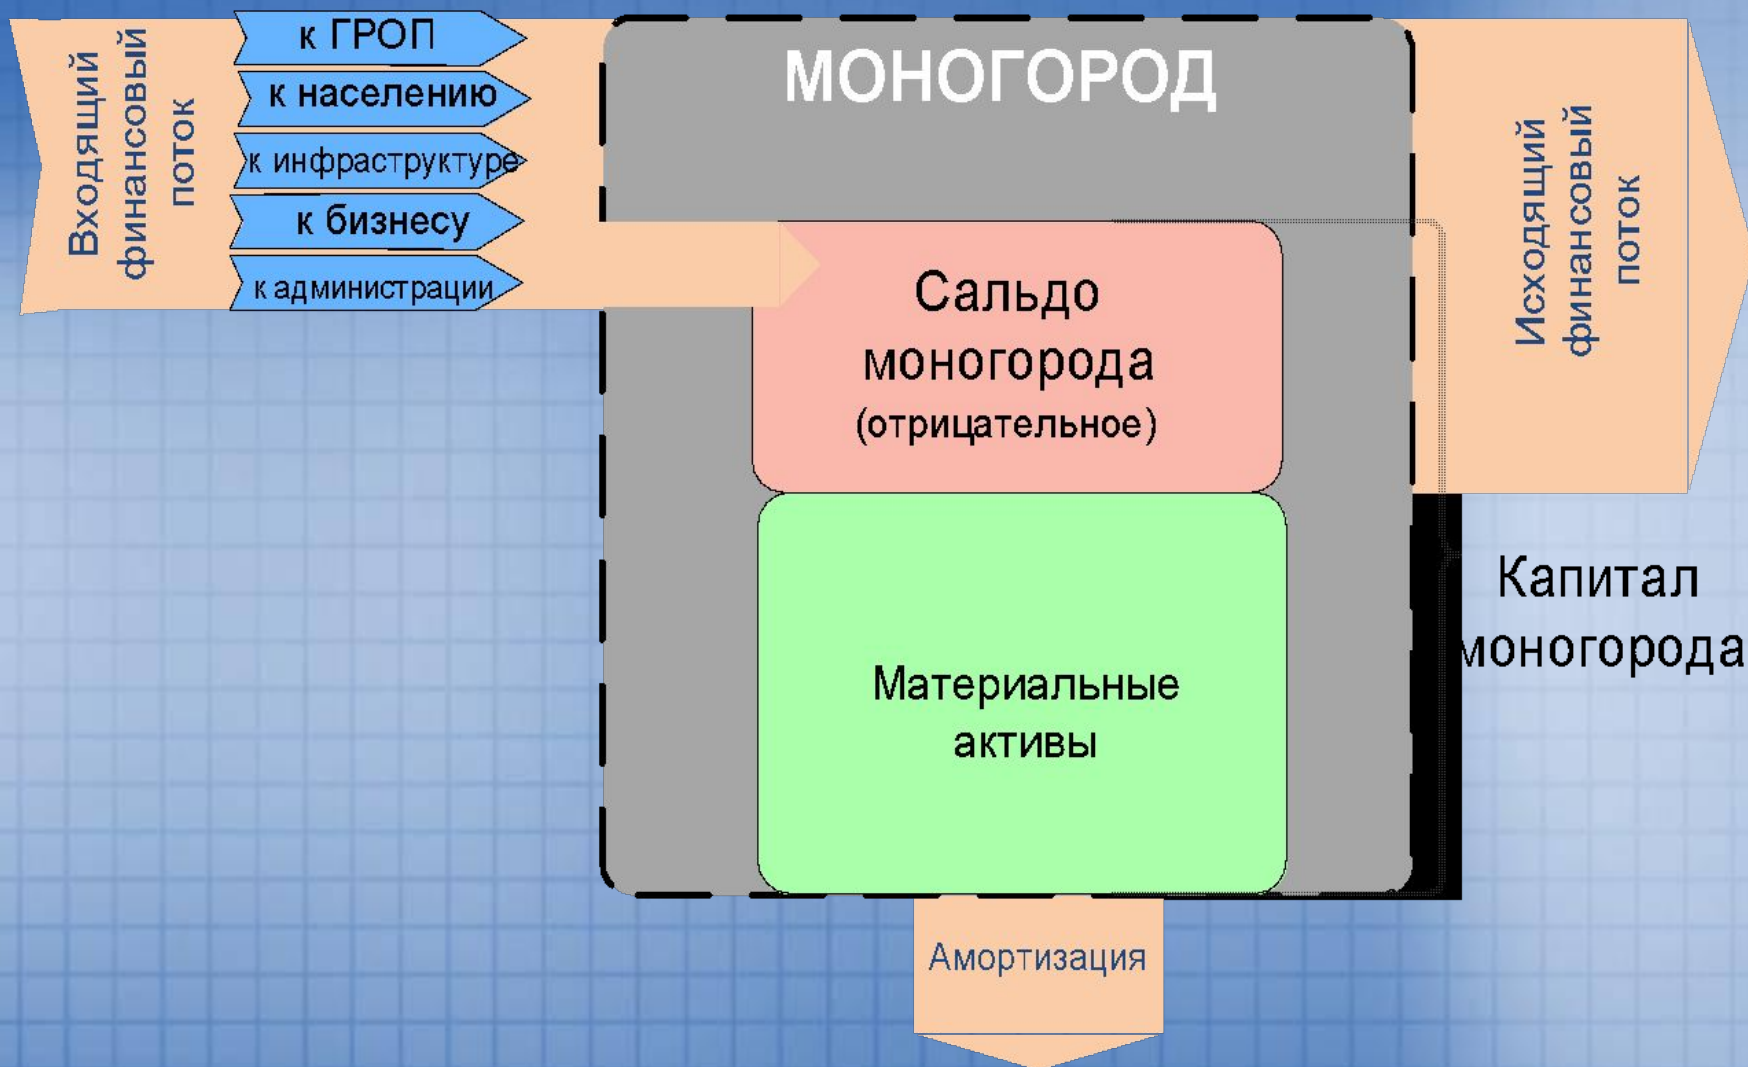 Входящий
финансовый
поток
к ГРОП
к населению
к инфраструктуре
к бизнесу
к администрации
МОНОГОРОД
Сальдо
моногорода
(отрицательное)
Материальные
активы
Исходящий
финансовый
поток
Капитал
моногорода
Амортизация